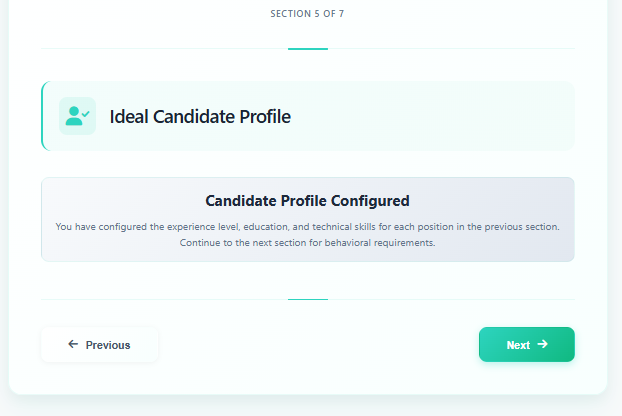 SECTION 5 OF 7
Ideal Candidate Profile
Candidate Profile Configured
You have configured the experience level, education, and technical skills for each position in the previous section.
Continue to the next section for behavioral requirements.
Previous
Next